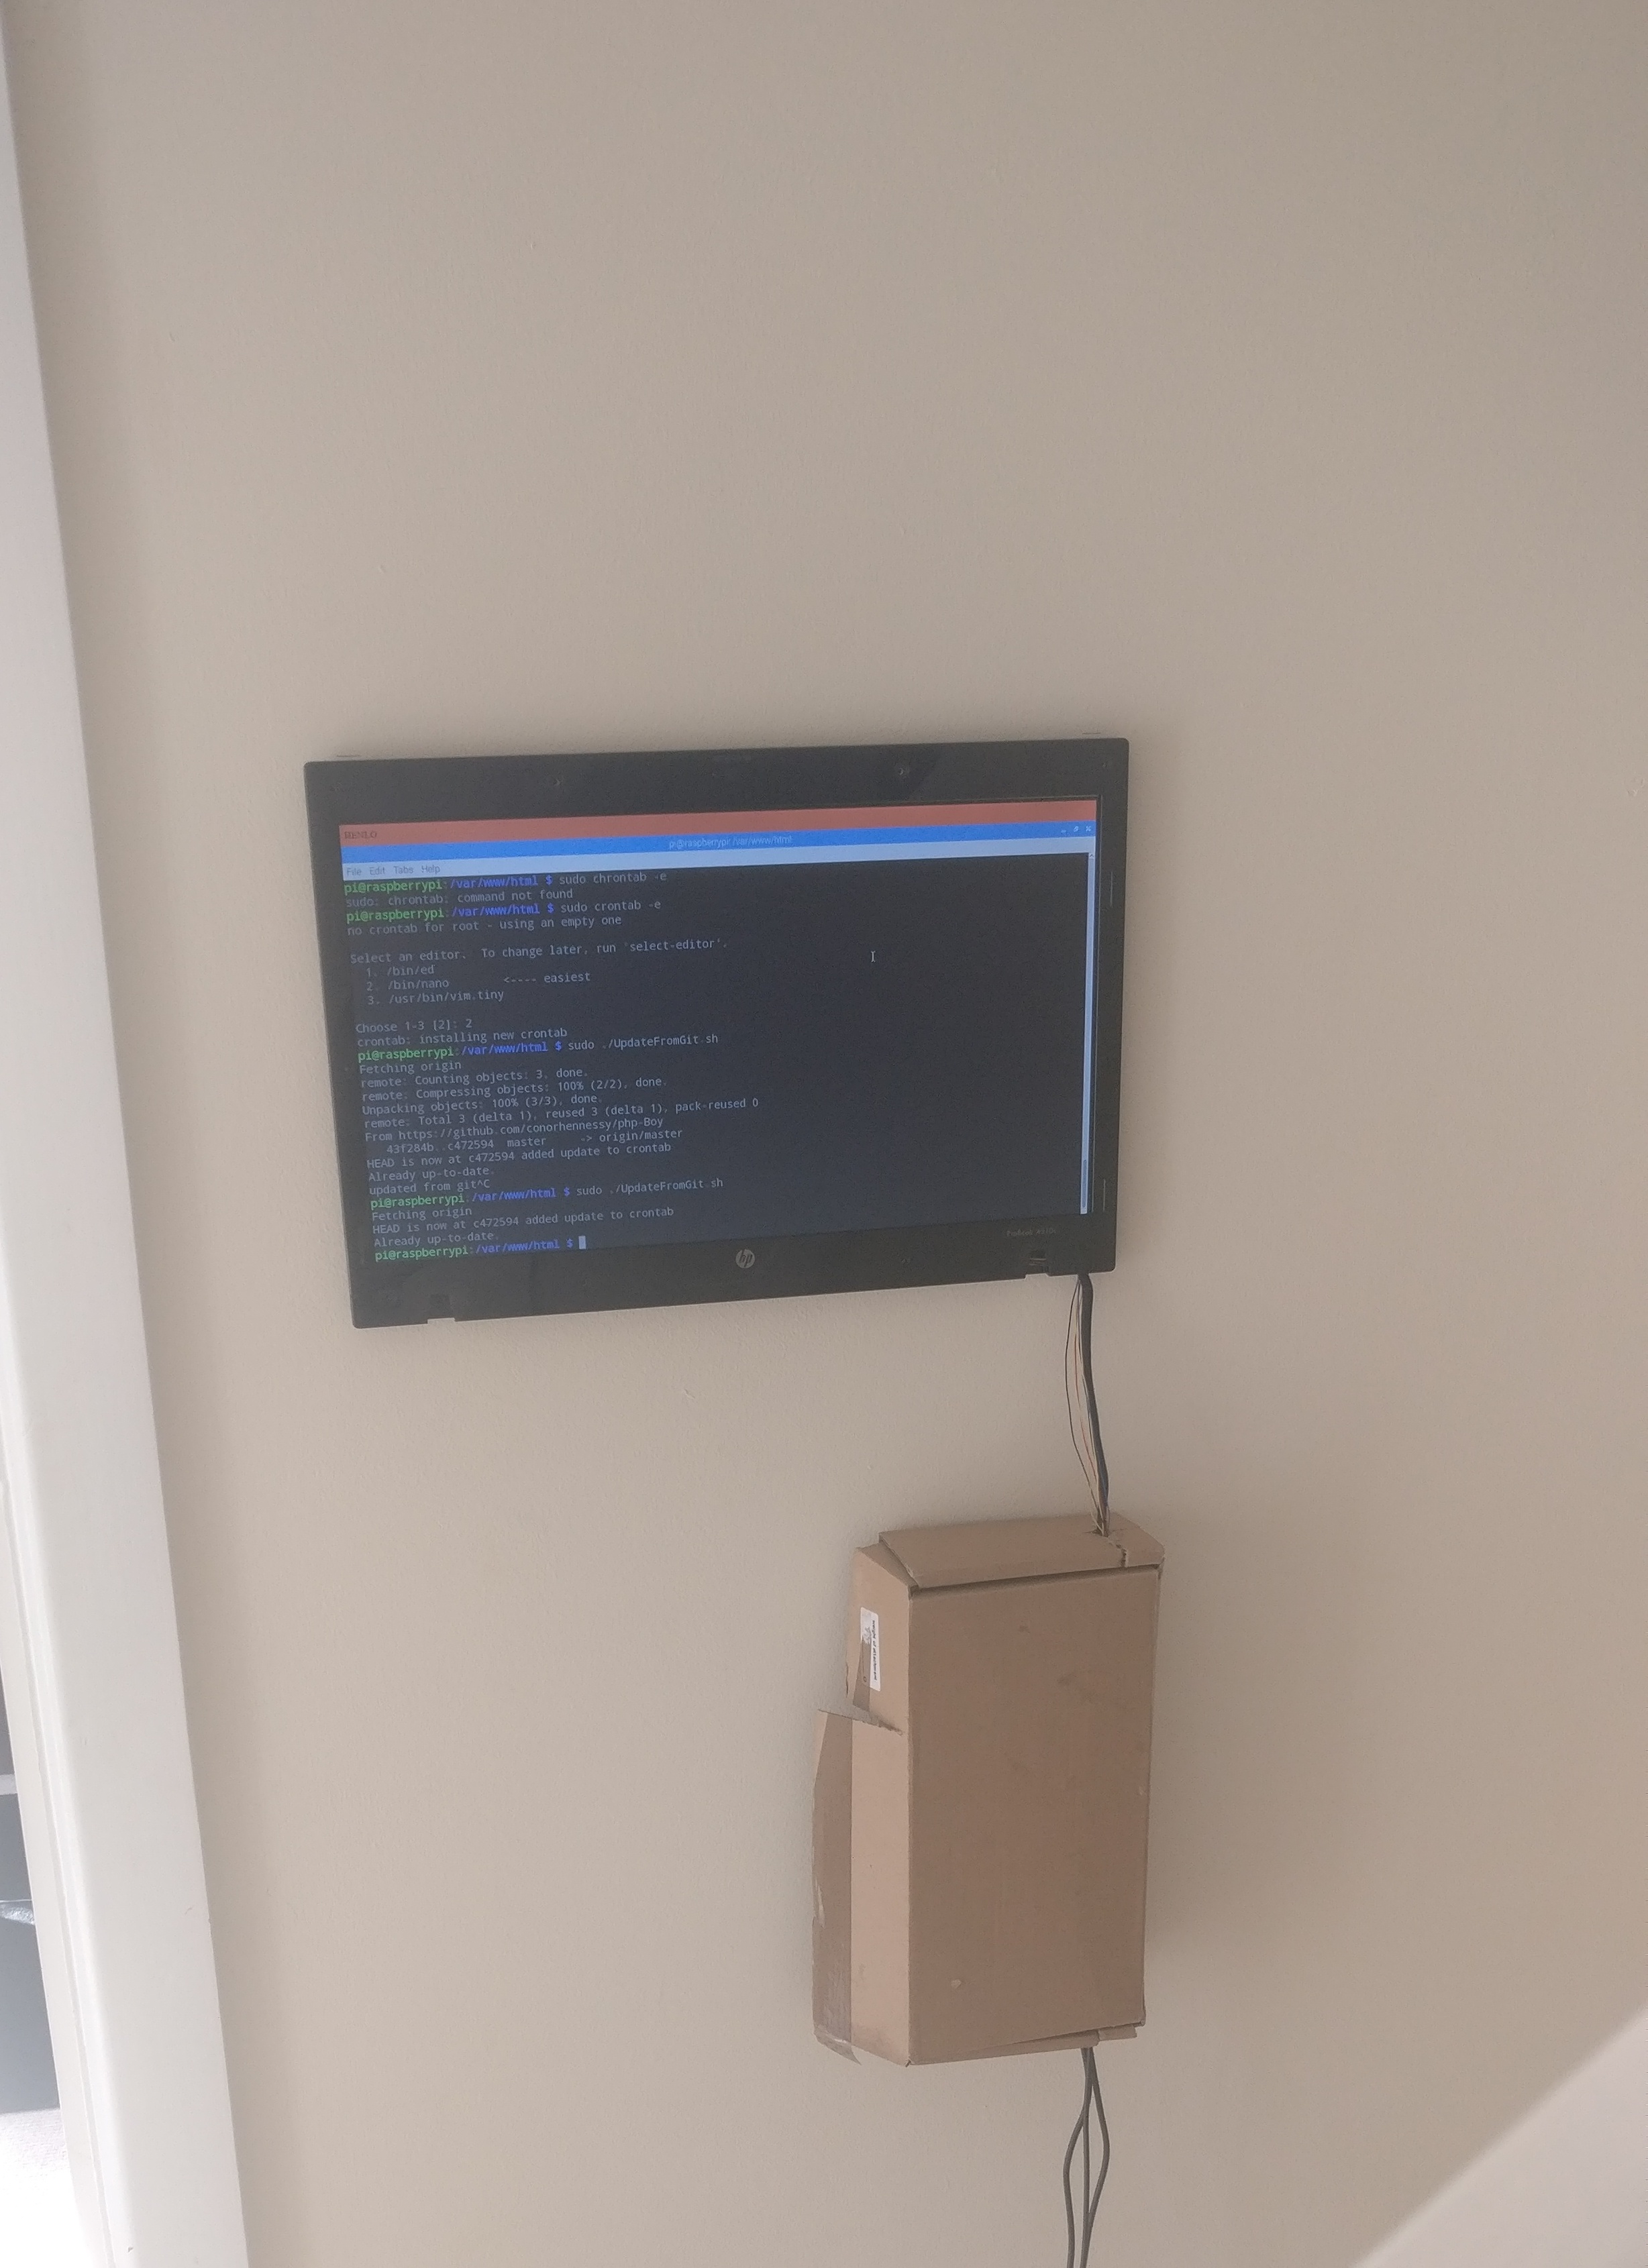 HENLO
pi@raspberrypi:/var/www/html
File Edit Tabs Help
pi@raspberrypi:/var/www/html $ sudo chrontab -e
sudo: chrontab: command not found
pi@raspberrypi:/var/www/html $ sudo crontab -e
no crontab for root - using an empty one
Select an editor.  To change later, run 'select-editor'.
1. /bin/ed
2. /bin/nano        <---- easiest
3. /usr/bin/vim.tiny
Choose 1-3 [2]: 2
crontab: installing new crontab
pi@raspberrypi:/var/www/html $ sudo ./UpdateFromGit.sh
Fetching origin
remote: Counting objects: 3, done.
remote: Compressing objects: 100% (2/2), done.
Unpacking objects: 100% (3/3), done.
remote: Total 3 (delta 1), reused 3 (delta 1), pack-reused 0
From https://github.com/conorhennessy/php-Boy
43f284b..c472594  master     -> origin/master
HEAD is now at c472594 added update to crontab
Already up-to-date.
updated from git^C
pi@raspberrypi:/var/www/html $ sudo ./UpdateFromGit.sh
Fetching origin
HEAD is now at c472594 added update to crontab
Already up-to-date.
pi@raspberrypi:/var/www/html $
hp